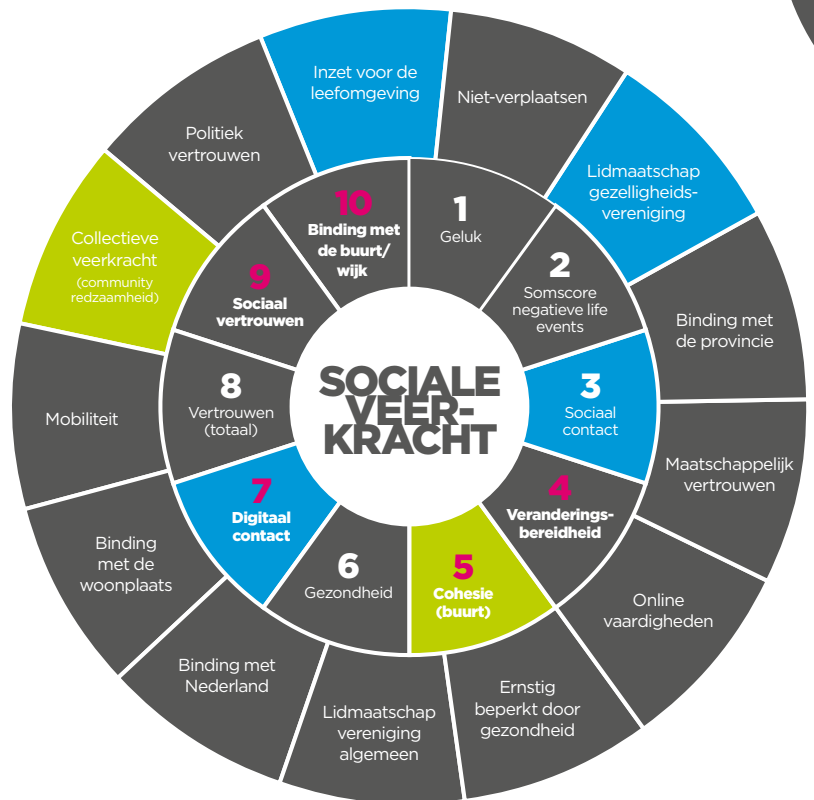 SOCIALE
VEER-
KRACHT
1
Geluk
2
Somscore
negatieve life
events
3
Sociaal
contact
4
Veranderings-
bereidheid
5
Cohesie
(buurt)
6
Gezondheid
7
Digitaal
contact
8
Vertrouwen
(totaal)
9
Sociaal
vertrouwen
10
Binding met
de buurt/
wijk
Inzet voor de
leefomgeving
Niet-verplaatsen
Lidmaatschap
gezelligheids-
vereniging
Binding met
de provincie
Maatschappelijk
vertrouwen
Online
vaardigheden
Ernstig
beperkt door
gezondheid
Lidmaatschap
vereniging
algemeen
Binding met
Nederland
Binding
met de
woonplaats
Mobiliteit
Collectieve
veerkracht
(community
redzaamheid)
Politiek
vertrouwen